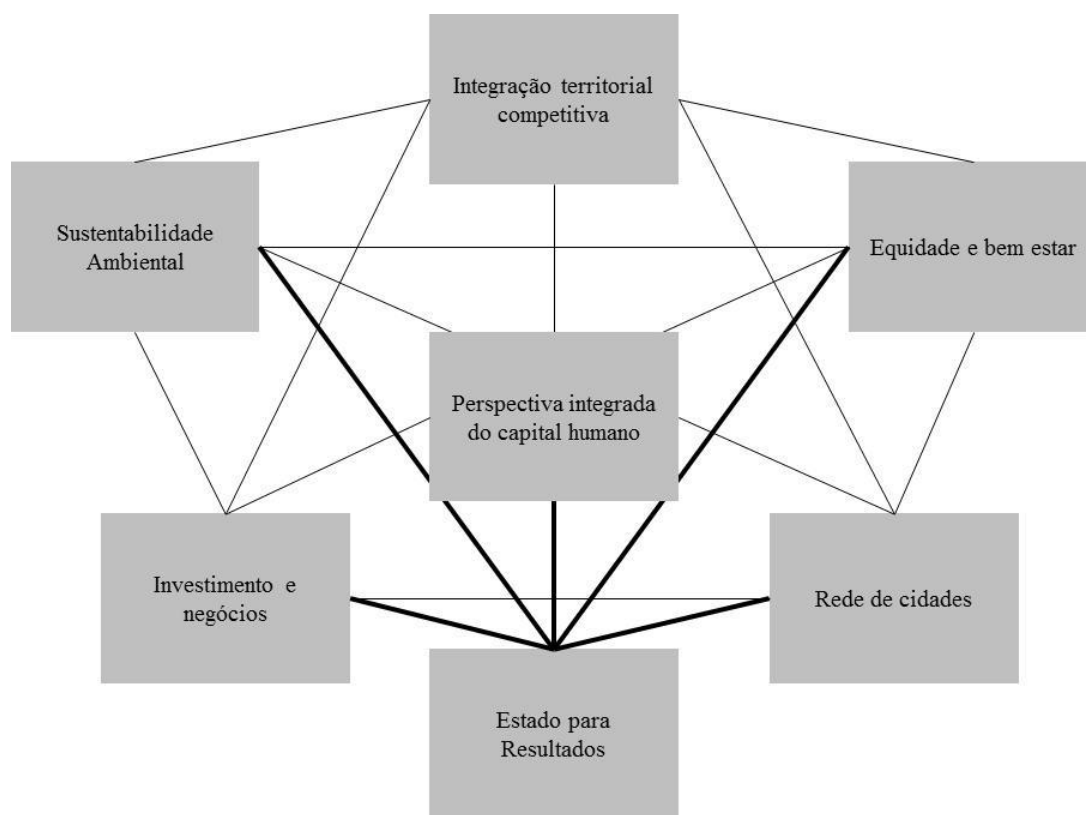 Integração territorial
competitiva
Sustentabilidade
Ambiental
Equidade e bem estar
Perspectiva integrada
do capital humano
Investimento e
negócios
Rede de cidades
Estado para
Resultados